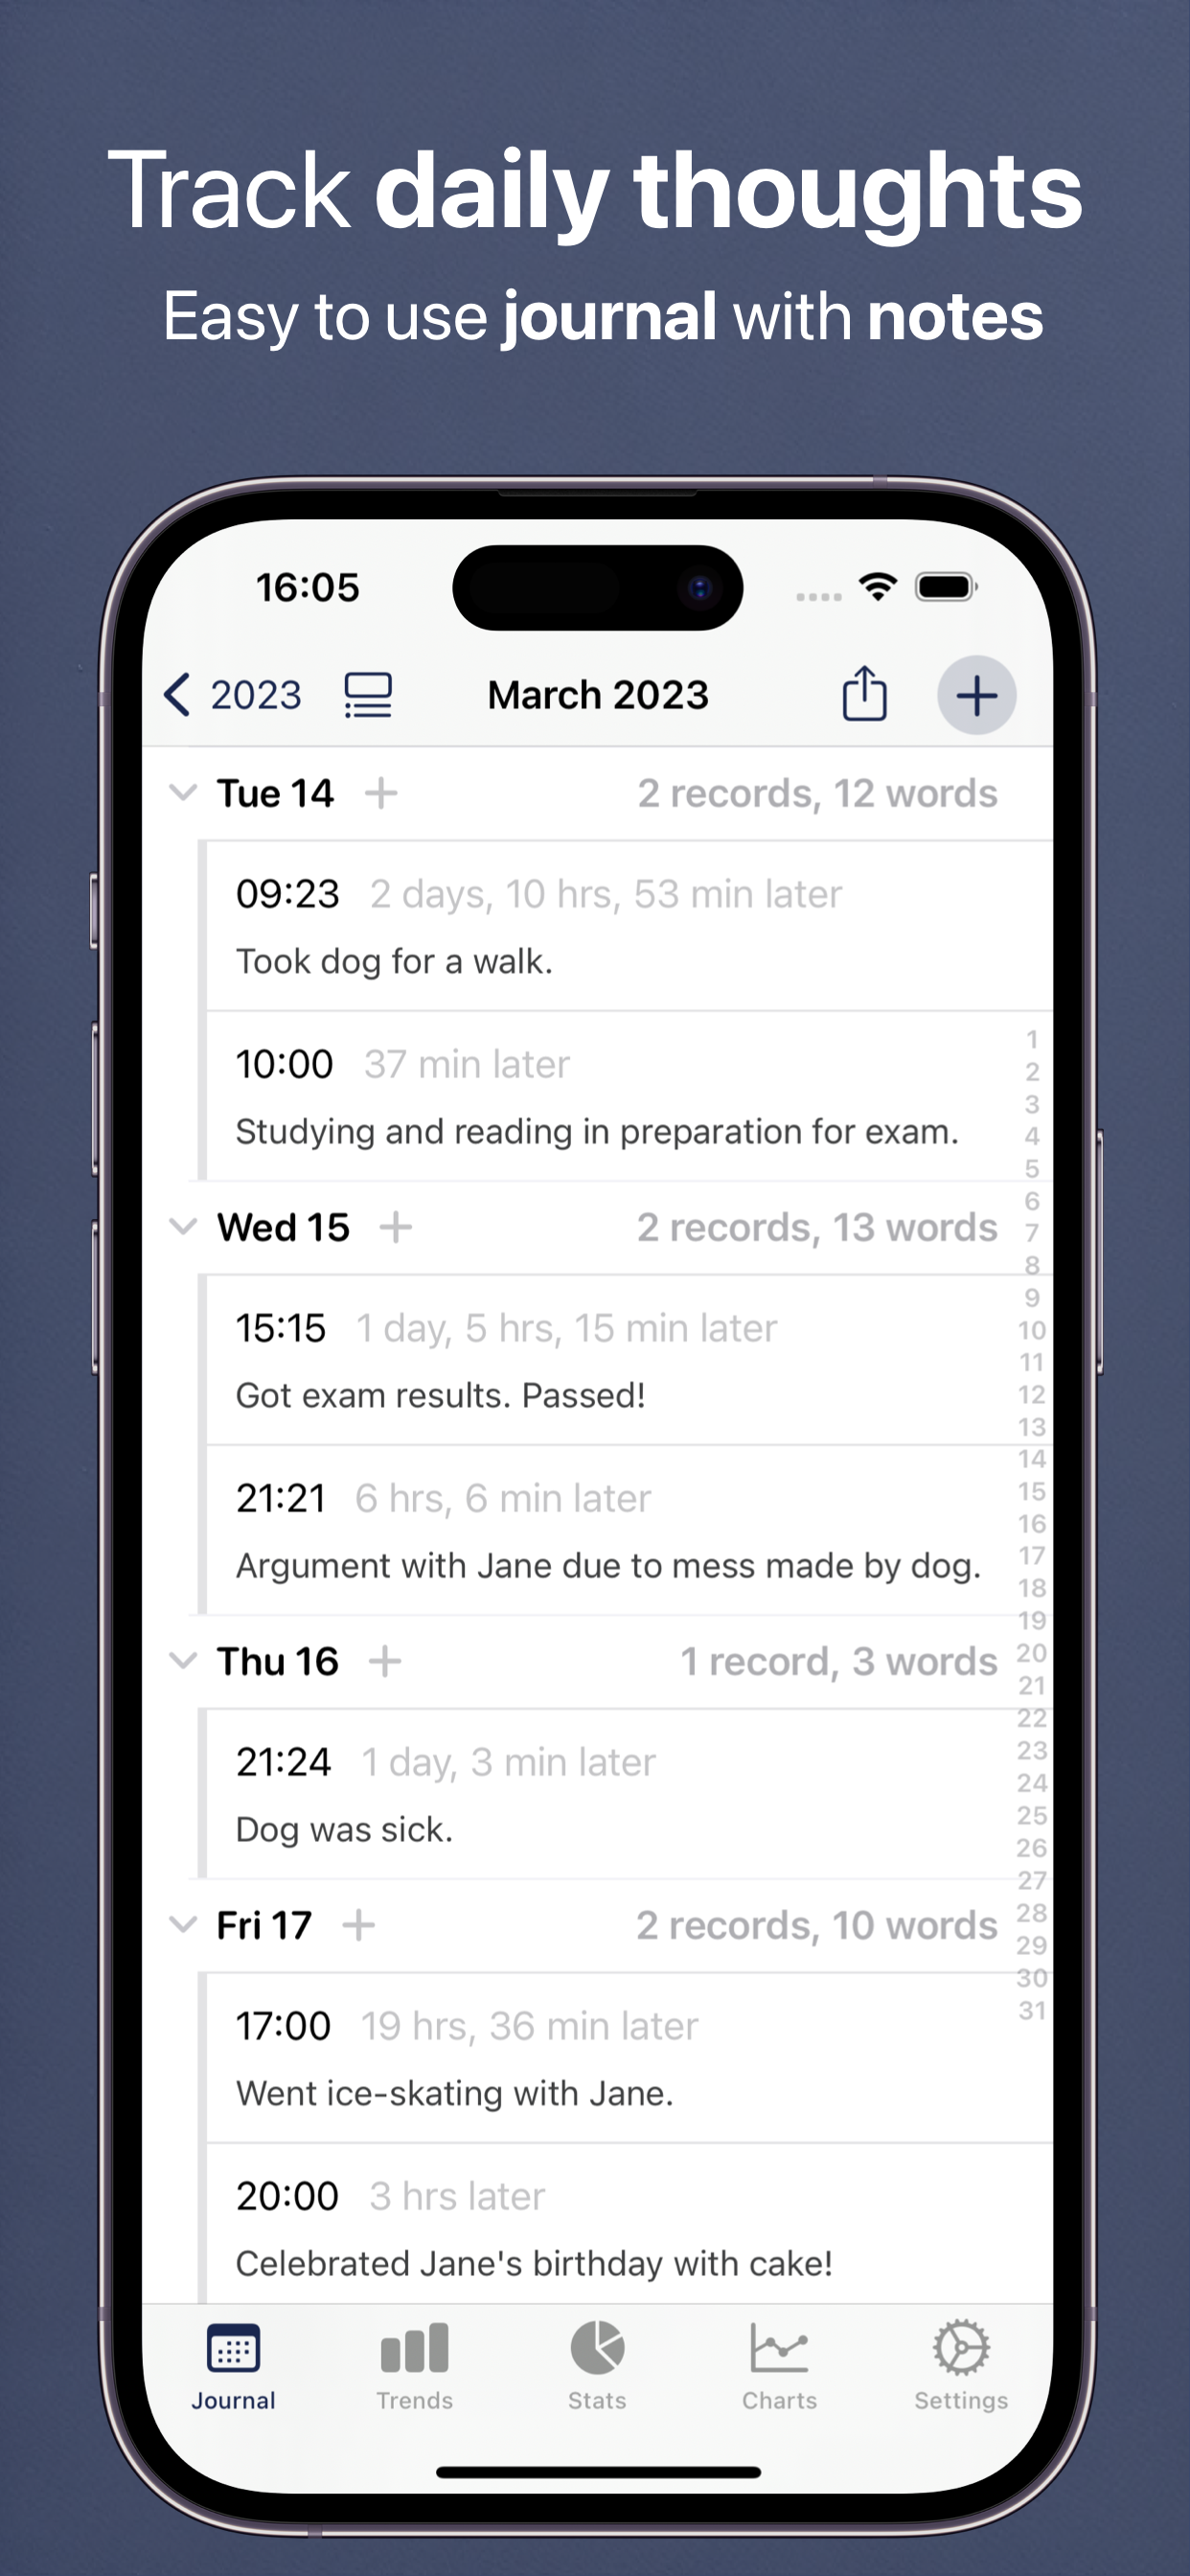 Track daily thoughts
Easy to use journal with notes
16:05
2023
March 2023
Tue 14 + 2 records, 12 words
09:23 2 days, 10 hrs, 53 min later
Took dog for a walk.
10:00 37 min later
Studying and reading in preparation for exam.
Wed 15 + 2 records, 13 words
15:15 1 day, 5 hrs, 15 min later
Got exam results. Passed!
21:21 6 hrs, 6 min later
Argument with Jane due to mess made by dog.
Thu 16 + 1 record, 3 words
21:24 1 day, 3 min later
Dog was sick.
Fri 17 + 2 records, 10 words
17:00 19 hrs, 36 min later
Went ice-skating with Jane.
20:00 3 hrs later
Celebrated Jane's birthday with cake!
1
2
3
4
5
6
7
8
9
10
11
12
13
14
15
16
17
18
19
20
21
22
23
24
25
26
27
28
29
30
31
Journal
Trends
Stats
Charts
Settings